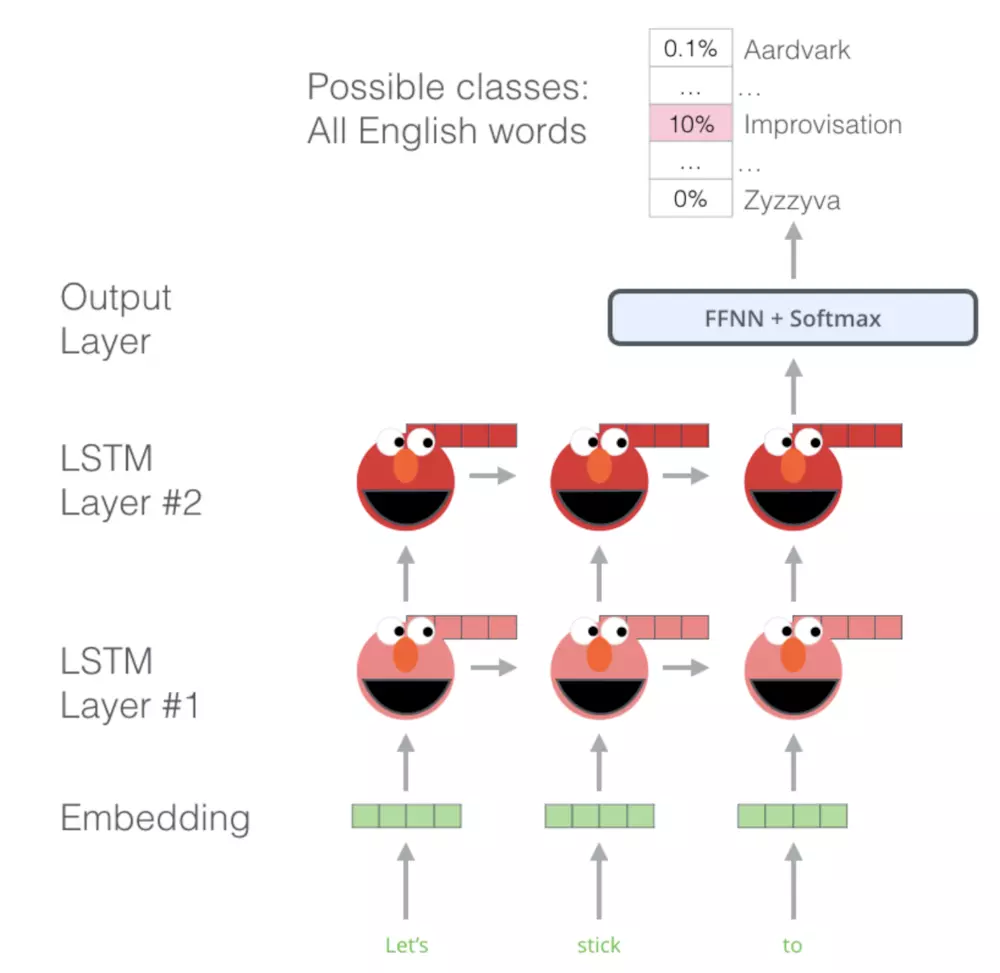 Possible classes:
All English words
0.1% Aardvark
... ...
10% Improvisation
... ...
0% Zyzzyva
Output
Layer
FFNN + Softmax
LSTM
Layer #2
LSTM
Layer #1
Embedding
Let's stick to